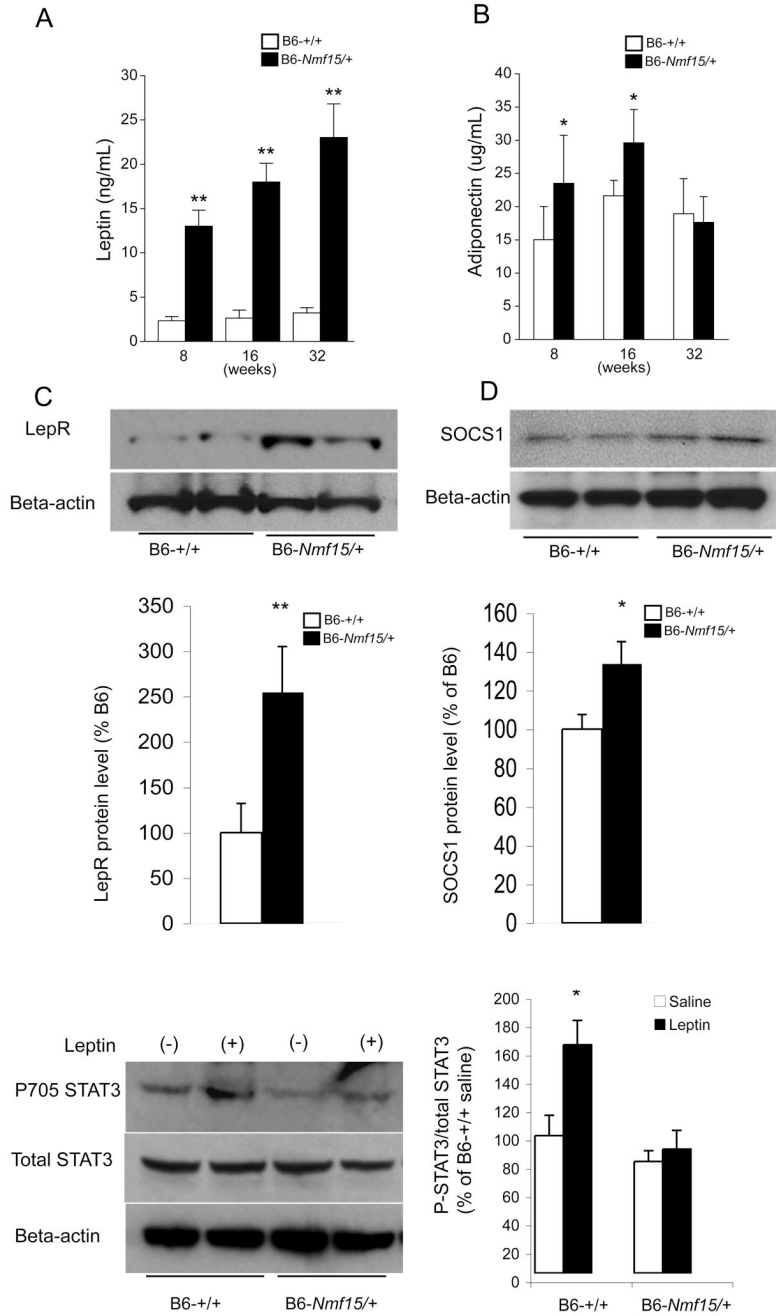 A
B6-+/+
B6-Nmf15/+
Leptin (ng/mL)
30
25
20
15
10
5
0
**
**
**
8
16
32
(weeks)
B
B6-+/+
B6-Nmf15/+
Adiponectin (ug/mL)
40
35
30
25
20
15
10
5
0
*
*
8
16
32
(weeks)
C
LepR
Beta-actin
B6-+/+
B6-Nmf15/+
D
SOCS1
Beta-actin
B6-+/+
B6-Nmf15/+
LepR protein level (% B6)
350
300
250
200
150
100
50
0
**
B6-+/+
B6-Nmf15/+
SOCS1 protein level (% of B6)
160
140
120
100
80
60
40
20
0
*
B6-+/+
B6-Nmf15/+
Leptin (-) (+) (-) (+)
P705 STAT3
Total STAT3
Beta-actin
B6-+/+
B6-Nmf15/+
P-STAT3/total STAT3
(% of B6-+/+ saline)
200
180
160
140
120
100
80
60
40
20
0
*
Saline
Leptin
B6-+/+
B6-Nmf15/+